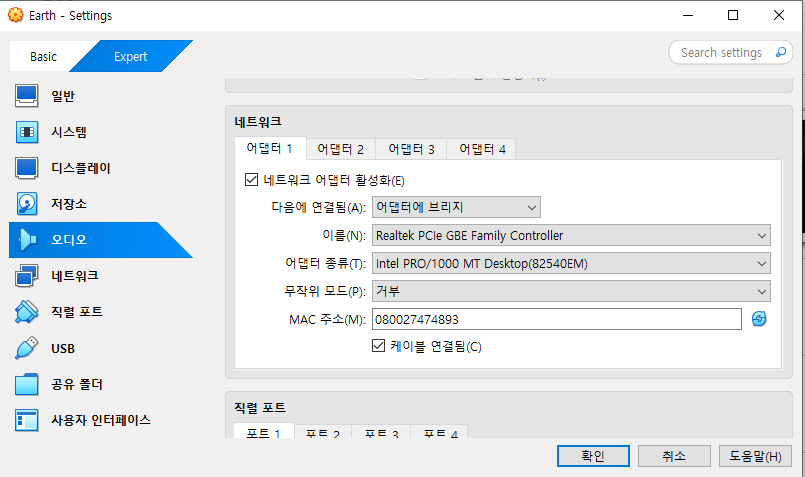 Earth - Settings
Basic
Expert
Search settings
일반
시스템
디스플레이
저장소
오디오
네트워크
직렬 포트
USB
공유 폴더
사용자 인터페이스
네트워크
어댑터 1 어댑터 2 어댑터 3 어댑터 4
네트워크 어댑터 활성화(E)
다음에 연결됨(A): 어댑터에 브리지
이름(N): Realtek PCIe GBE Family Controller
어댑터 종류(T): Intel PRO/1000 MT Desktop(82540EM)
무작위 모드(P): 거부
MAC 주소(M): 080027474893
케이블 연결됨(C)
직렬 포트
포트 1 포트 2 포트 3 포트 4
확인 취소 도움말(H)